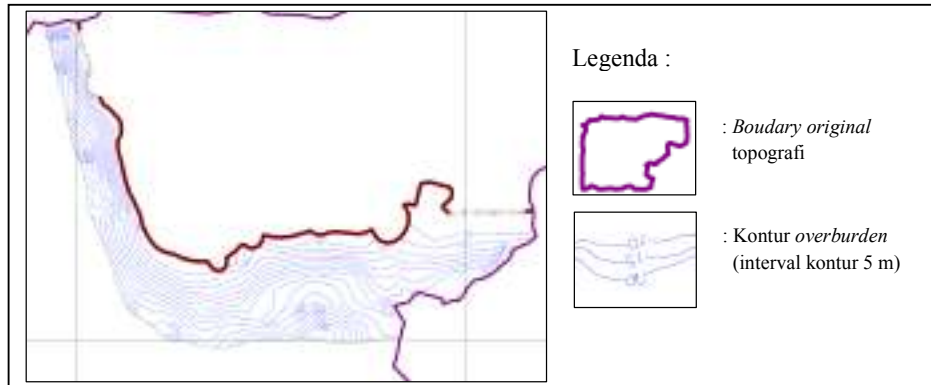 Legenda :
: Boudary original
topografi
: Kontur overburden
(interval kontur 5 m)